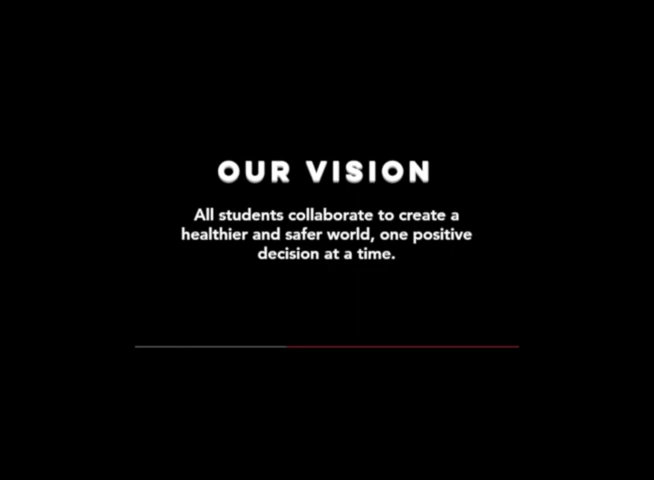 OUR VISION
All students collaborate to create a
healthier and safer world, one positive
decision at a time.